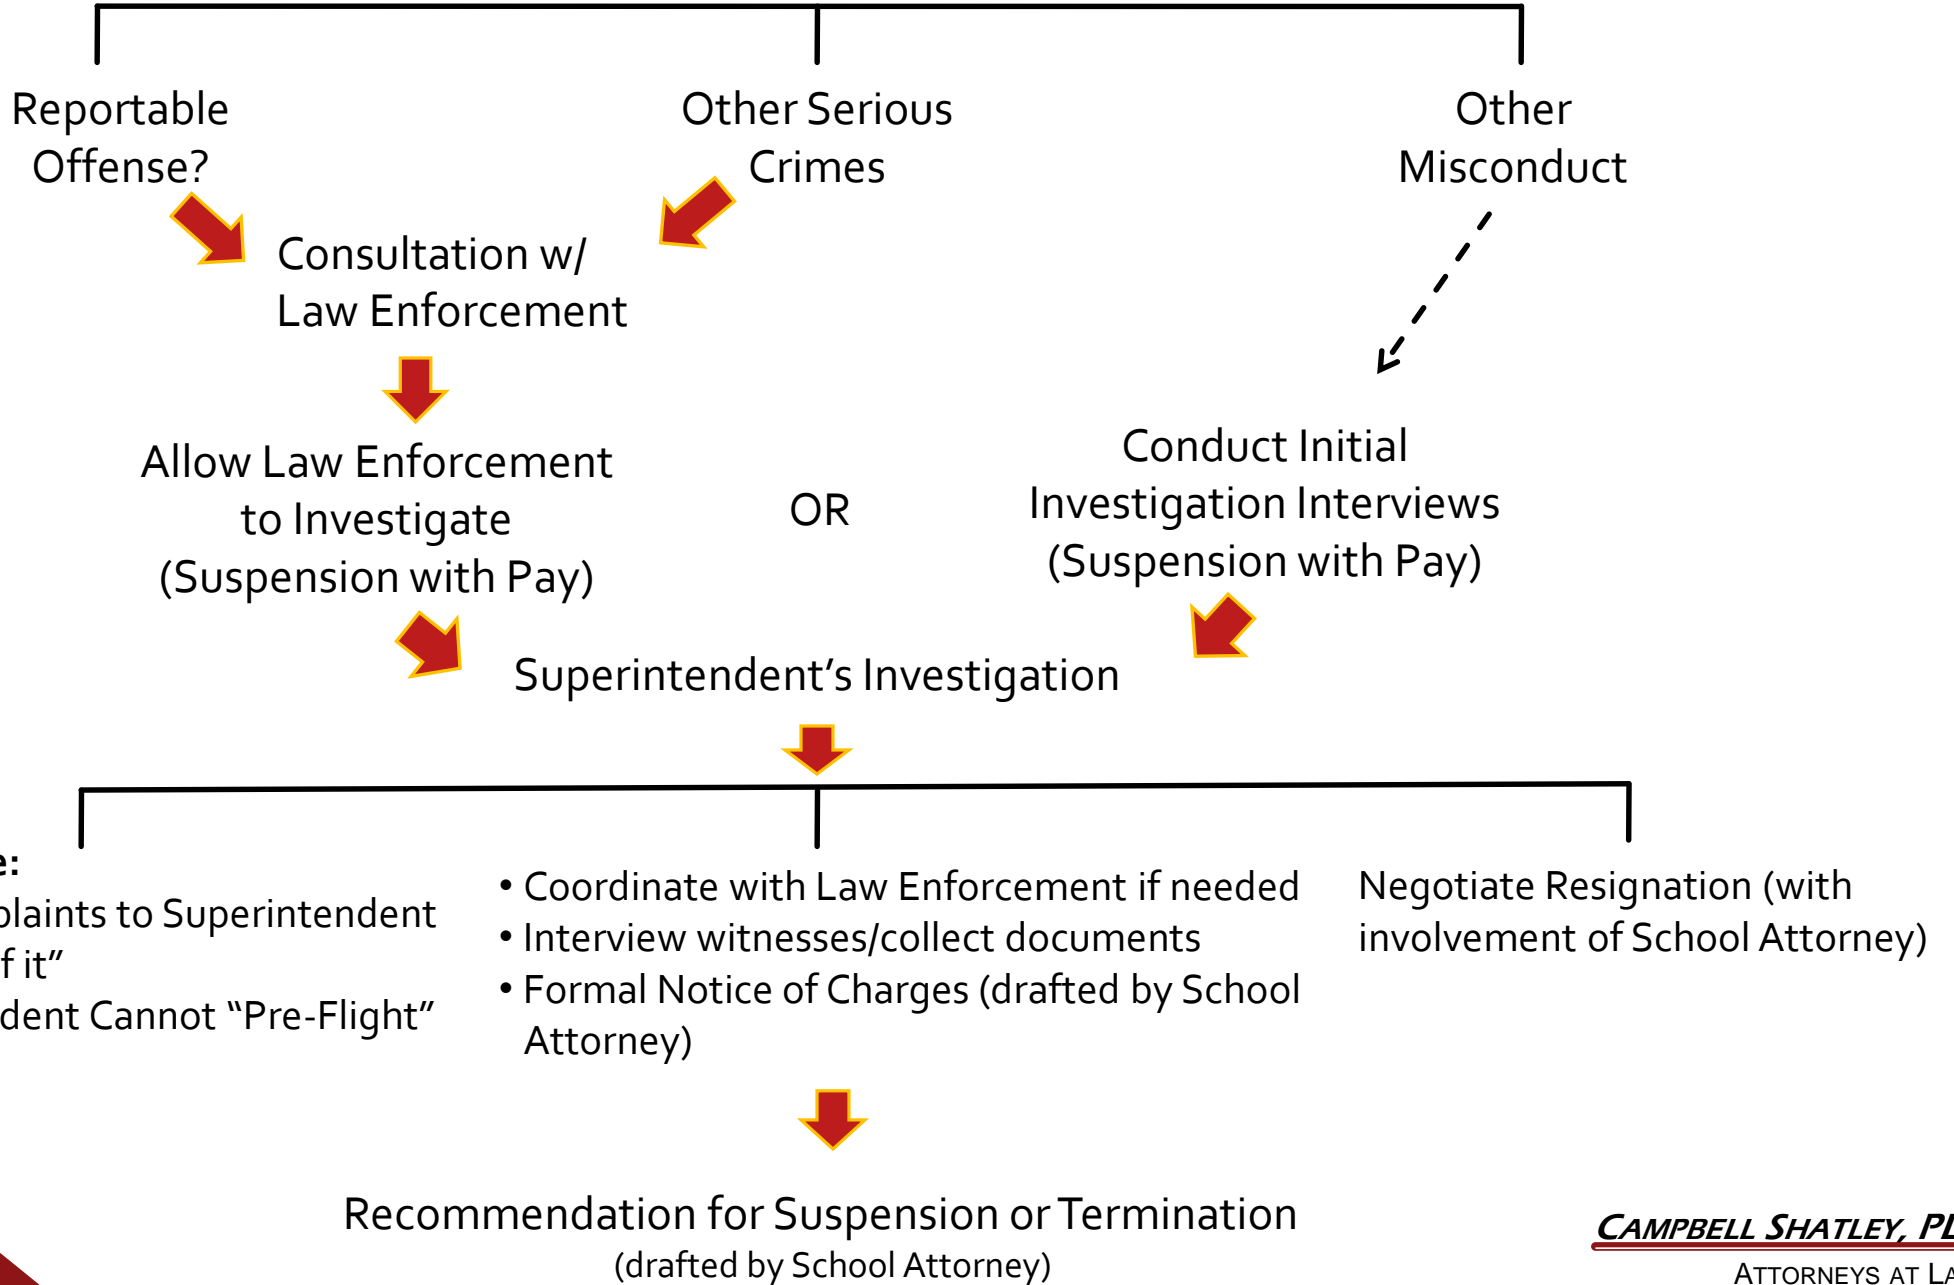 Reportable
Offense?
Other Serious
Crimes
Other
Misconduct
Consultation w/
Law Enforcement
Allow Law Enforcement
to Investigate
(Suspension with Pay)
OR
Conduct Initial
Investigation Interviews
(Suspension with Pay)
Superintendent’s Investigation
e:
plaints to Superintendent
f it”
dent Cannot “Pre-Flight”
• Coordinate with Law Enforcement if needed
• Interview witnesses/collect documents
• Formal Notice of Charges (drafted by School
Attorney)
Negotiate Resignation (with
involvement of School Attorney)
Recommendation for Suspension or Termination
(drafted by School Attorney)
CAMPBELL SHATLEY, PL
ATTORNEYS AT LA